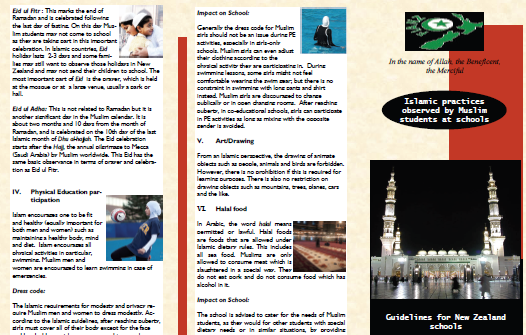 Eid ul Fitr : This marks the end of
Ramadan and is celebrated following
the last day of fasting. On this day Mus-
lim students may not come to school
as they are taking part in this important
celebration. In Islamic countries, Eid
holiday lasts 2-3 days and some fami-
lies may still want to observe those holidays in New
Zealand and may not send their children to school. The
most important part of Eid is the prayer, which is held
at the mosque or at a large venue, usually a park or
hall.
Eid ul Adha: This is not related to Ramadan but it is
another significant day in the Muslim calendar. It is
about two months and 10 days from the month of
Ramadan, and is celebrated on the 10th day of the last
Islamic month of Dhu al-hajjah. The Eid celebration
starts after the Hajj, the annual pilgrimage to Mecca
(Saudi Arabia) by Muslim worldwide. This Eid has the
same basic observance in terms of prayer and celebra-
tion as Eid ul Fitr.
IV. Physical Education par-
ticipation
Islam encourages one to be fit
and healthy (equally important for
both men and women) such as
maintaining a healthy body, mind
and diet. Islam encourages all
physical activities in particular,
swimming. Muslim men and
women are encouraged to learn swimming in case of
emergencies.
Dress code:
The Islamic requirements for modesty and privacy re-
quire Muslim men and women to dress modestly. Ac-
cording to the Islamic guidelines, after reaching puberty,
girls must cover all of their body except for the face
Impact on School:
Generally the dress code for Muslim
girls should not be an issue during PE
activities, especially in girls-only
schools. Muslim girls can even adjust
their clothing according to the
physical activity they are participating in. During
swimming lessons, some girls might not feel
comfortable wearing the swim gear, but there is no
constraint in swimming with long pants and shirt
instead. Muslim girls are discouraged to change
publically or in open changing rooms. After reaching
puberty, in co-educational schools, girls can participate
in PE activities as long as mixing with the opposite
gender is avoided.
V. Art/Drawing
From an Islamic perspective, the drawing of animate
objects such as people, animals and birds are forbidden.
However, there is no prohibition if this is required for
learning purposes. There is also no restriction on
drawing objects such as mountains, trees, planes, cars
and the like.
VI. Halal food
In Arabic, the word halal means
permitted or lawful. Halal foods
are foods that are allowed under
Islamic dietary rules. This includes
all sea food. Muslims are only
allowed to consume meat which is
slaughtered in a special way. They
do not eat pork and do not consume food which has
alcohol in it.
Impact on School:
The school is advised to cater for the needs of Muslim
students, as they would for other students with special
dietary needs or in similar situations, by providing
In the name of Allah, the Beneficent,
the Merciful
Islamic practices
observed by Muslim
students at schools
Guidelines for New Zealand
schools